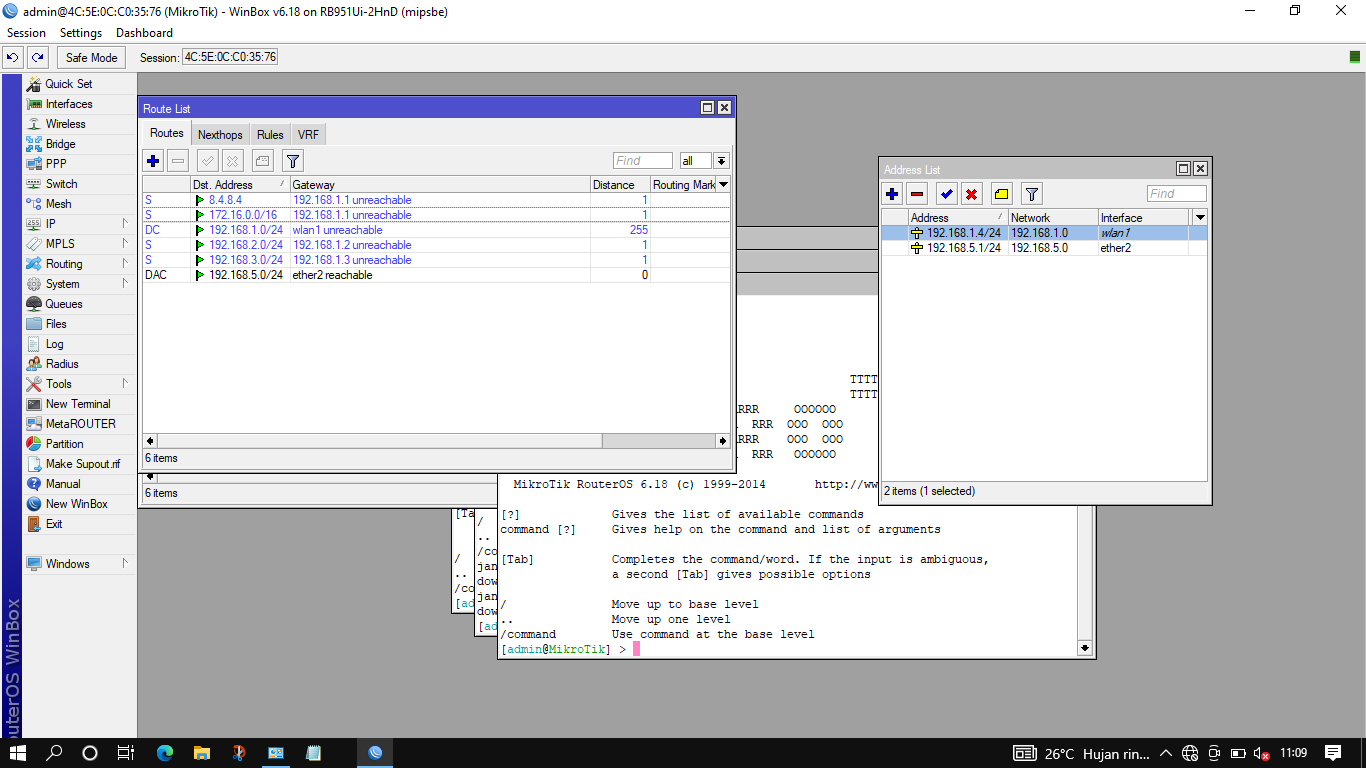 admin@4C:5E:0C:C0:35:76 (MikroTik) - WinBox v6.18 on RB951Ui-2HnD (mipsbe)
Session Settings Dashboard
Safe Mode Session: 4C:5E:0C:C0:35:76
Quick Set
Interfaces
Wireless
Bridge
PPP
Switch
Mesh
IP
MPLS
Routing
System
Queues
Files
Log
Radius
Tools
New Terminal
MetaROUTER
Partition
Make Supout.rif
Manual
New WinBox
Exit
Windows
uterOS WinBox
Route List
Routes Nexthops Rules VRF
Find all
Dst. Address Gateway Distance Routing Mark
S 8.4.8.4 192.168.1.1 unreachable 1
S 172.16.0.0/16 192.168.1.1 unreachable 1
DC 192.168.1.0/24 wlan1 unreachable 255
S 192.168.2.0/24 192.168.1.2 unreachable 1
S 192.168.3.0/24 192.168.1.3 unreachable 1
DAC 192.168.5.0/24 ether2 reachable 0
6 items
6 items
Address List
Find
Address Network Interface
192.168.1.4/24 192.168.1.0 wlan1
192.168.5.1/24 192.168.5.0 ether2
2 items (1 selected)
TTTT
TTTT
RRR OOOOOO
RRR OOO OOO
RRR OOO OOO
RRR OOOOOO
MikroTik RouterOS 6.18 (c) 1999-2014 http://ww
[?] Gives the list of available commands
command [?] Gives help on the command and list of arguments
[Tab] Completes the command/word. If the input is ambiguous,
a second [Tab] gives possible options
/ Move up to base level
.. Move up one level
/command Use command at the base level
[admin@MikroTik] >
[Ta
/
..
/co
[ad
/
..
/co
jan
dow
jan
dow
[ad
26°C Hujan rin... 11:09